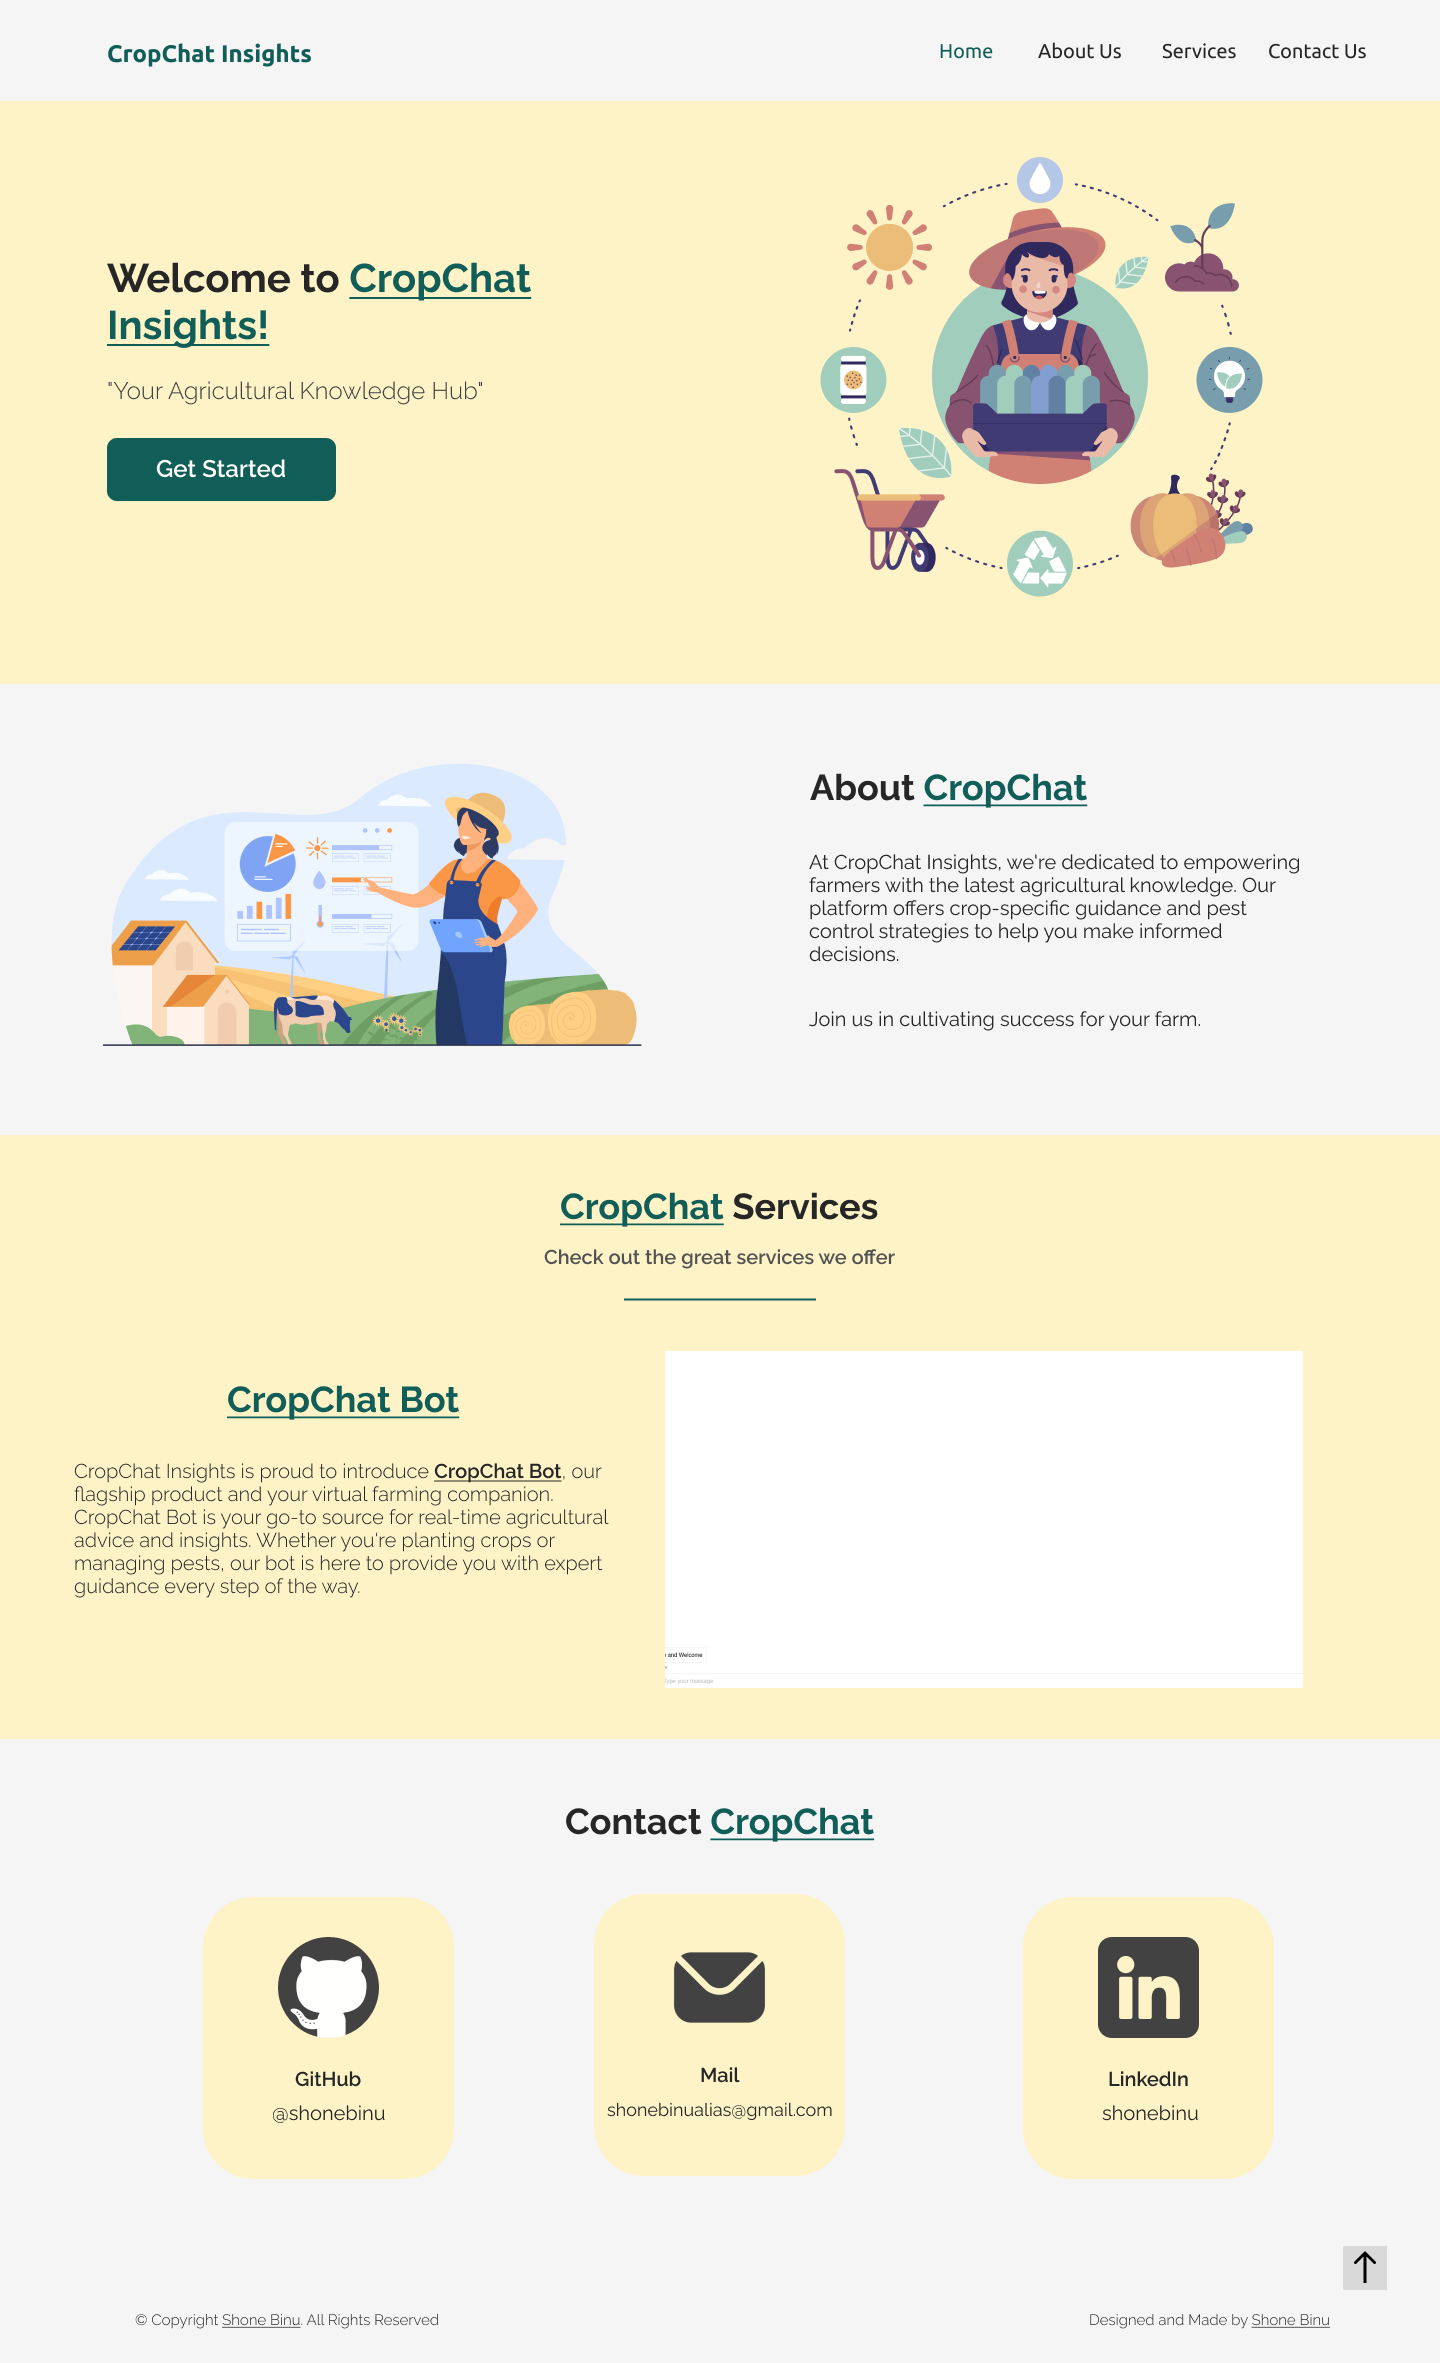 CropChat Insights
Home About Us Services Contact Us
Welcome to CropChat
Insights!
"Your Agricultural Knowledge Hub"
Get Started
About CropChat
At CropChat Insights, we're dedicated to empowering
farmers with the latest agricultural knowledge. Our
platform offers crop-specific guidance and pest
control strategies to help you make informed
decisions.
Join us in cultivating success for your farm.
CropChat Services
Check out the great services we offer
CropChat Bot
CropChat Insights is proud to introduce CropChat Bot, our
flagship product and your virtual farming companion.
CropChat Bot is your go-to source for real-time agricultural
advice and insights. Whether you're planting crops or
managing pests, our bot is here to provide you with expert
guidance every step of the way.
and Welcome
Type your message
Contact CropChat
GitHub
@shonebinu
Mail
shonebinualias@gmail.com
LinkedIn
shonebinu
© Copyright Shone Binu. All Rights Reserved
Designed and Made by Shone Binu